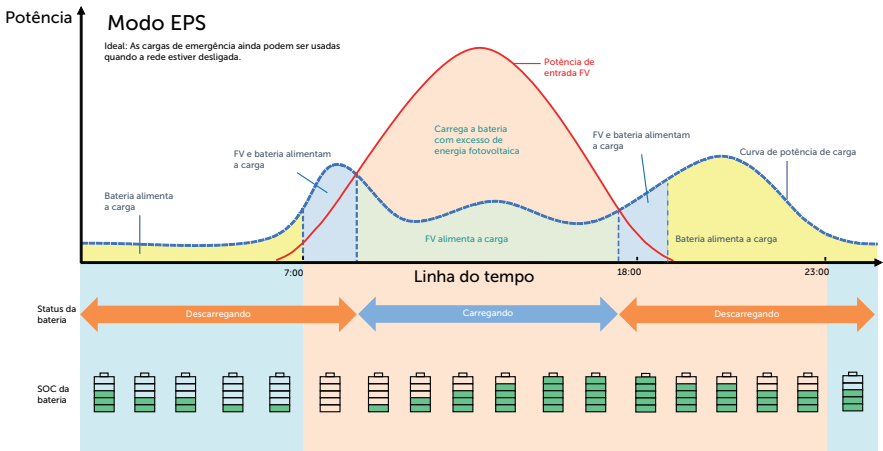 Potência
Modo EPS
Ideal: As cargas de emergência ainda podem ser usadas
quando a rede estiver desligada.
Potência de
entrada FV
Carrega a bateria
com excesso de
energia fotovoltaica
FV e bateria alimentam
a carga
FV e bateria alimentam
a carga
Curva de potência de carga
Bateria alimenta
a carga
FV alimenta a carga
Bateria alimenta a carga
7:00
Linha do tempo
18:00
23:00
Status da
bateria
Descarregando
Carregando
Descarregando
SOC da
bateria